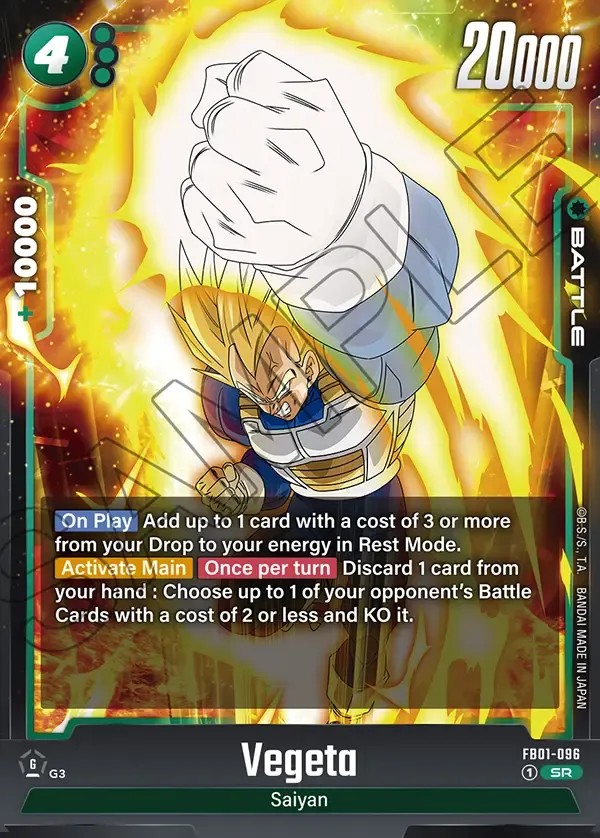 4
20000
+10000
BATTLE
SAMPLE
On Play Add up to 1 card with a cost of 3 or more
from your Drop to your energy in Rest Mode.
Activate Main Once per turn Discard 1 card from
your hand : Choose up to 1 of your opponent's Battle
Cards with a cost of 2 or less and KO it.
©B.S./S., T.A. BANDAI MADE IN JAPAN
G G3
Vegeta
FB01-096
1 SR
Saiyan